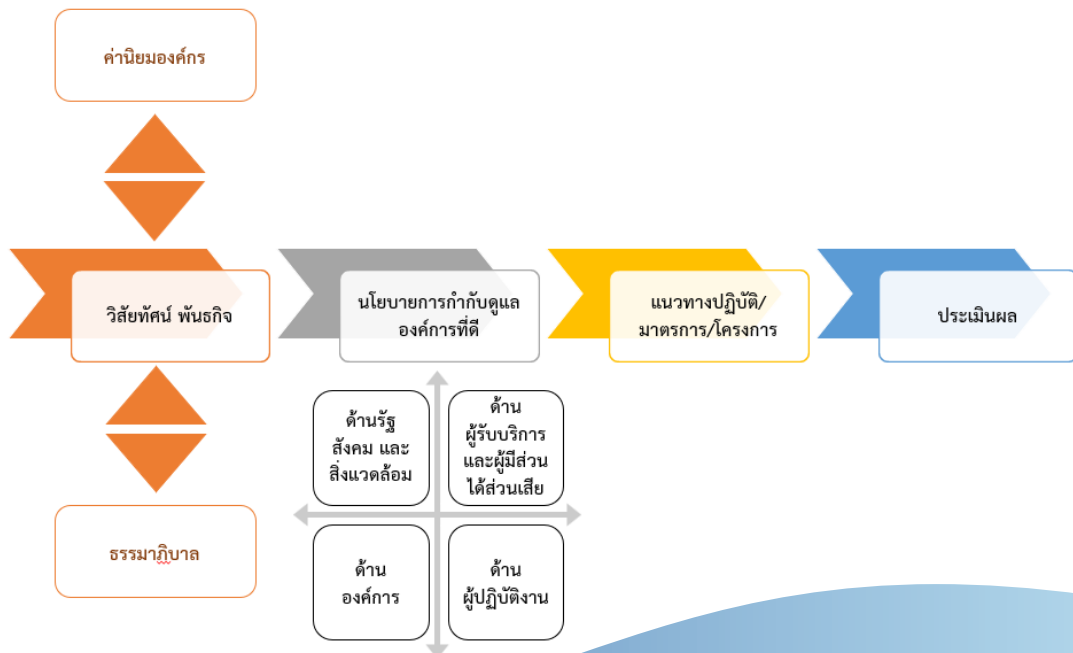 ค่านิยมองค์กร
วิสัยทัศน์ พันธกิจ
นโยบายการกำกับดูแล
องค์การที่ดี
แนวทางปฏิบัติ/
มาตรการ/โครงการ
ประเมินผล
ด้านรัฐ
สังคม และ
สิ่งแวดล้อม
ด้าน
ผู้รับบริการ
และผู้มีส่วน
ได้ส่วนเสีย
ธรรมาภิบาล
ด้าน
องค์การ
ด้าน
ผู้ปฏิบัติงาน